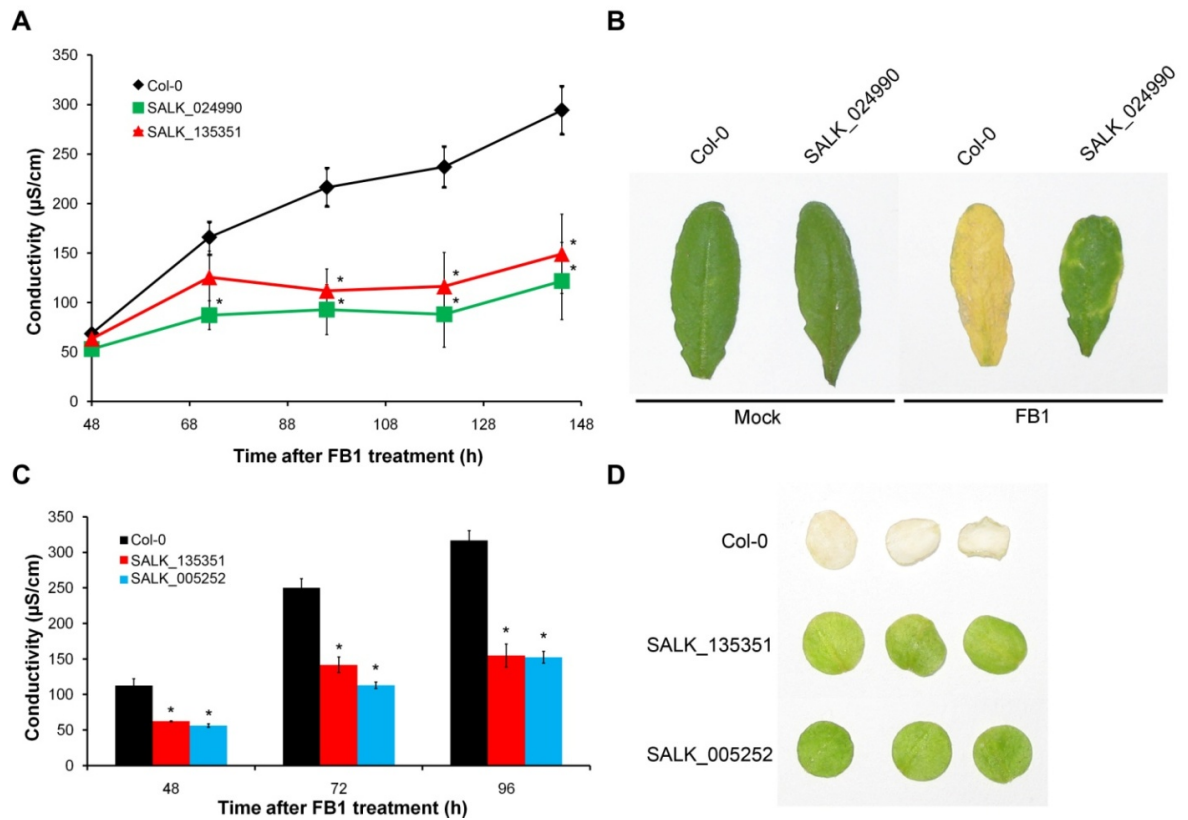 A
350
300
250
200
150
100
50
0
Conductivity (µS/cm)
Col-0
SALK_024990
SALK_135351
*
*
*
*
*
*
*
48
68
88
108
128
148
Time after FB1 treatment (h)
B
Col-0
SALK_024990
Col-0
SALK_024990
Mock
FB1
C
350
300
250
200
150
100
50
0
Conductivity (µS/cm)
Col-0
SALK_135351
SALK_005252
* *
* *
* *
48
72
96
Time after FB1 treatment (h)
D
Col-0
SALK_135351
SALK_005252